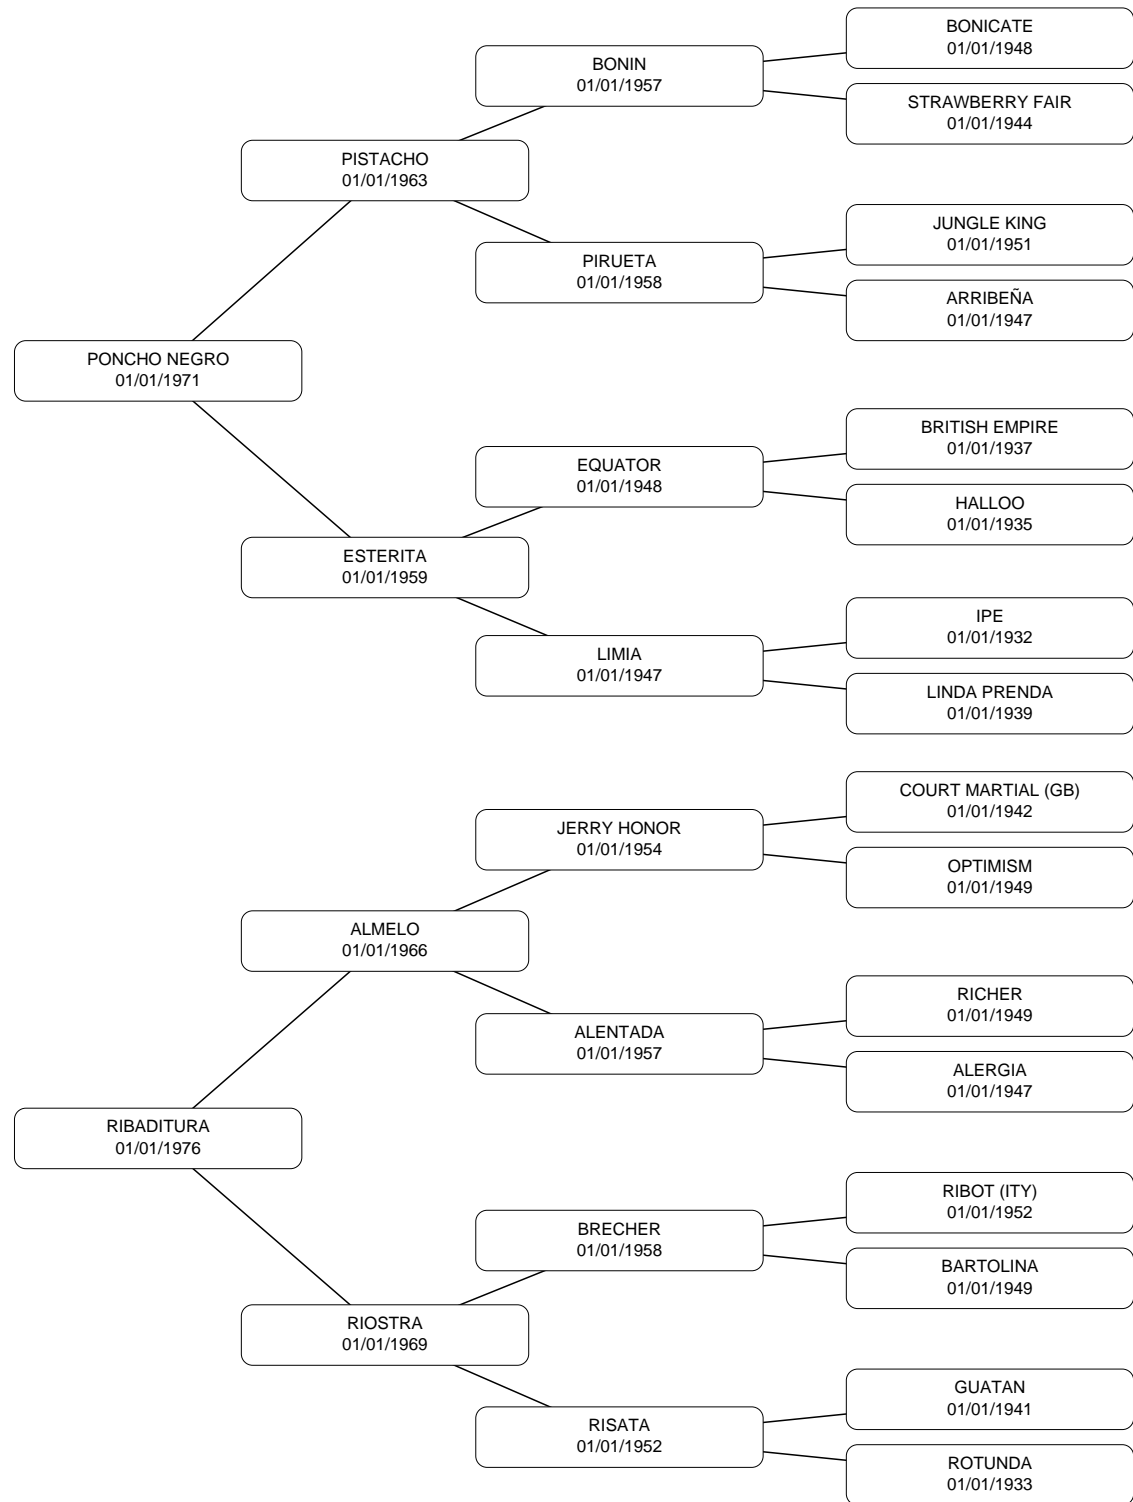 BONICATE
01/01/1948
BONIN
01/01/1957
STRAWBERRY FAIR
01/01/1944
PISTACHO
01/01/1963
JUNGLE KING
01/01/1951
PIRUETA
01/01/1958
ARRIBEÑA
01/01/1947
PONCHO NEGRO
01/01/1971
BRITISH EMPIRE
01/01/1937
EQUATOR
01/01/1948
HALLOO
01/01/1935
ESTERITA
01/01/1959
IPE
01/01/1932
LIMIA
01/01/1947
LINDA PRENDA
01/01/1939
COURT MARTIAL (GB)
01/01/1942
JERRY HONOR
01/01/1954
OPTIMISM
01/01/1949
ALMELO
01/01/1966
RICHER
01/01/1949
ALENTADA
01/01/1957
ALERGIA
01/01/1947
RIBADITURA
01/01/1976
RIBOT (ITY)
01/01/1952
BRECHER
01/01/1958
BARTOLINA
01/01/1949
RIOSTRA
01/01/1969
GUATAN
01/01/1941
RISATA
01/01/1952
ROTUNDA
01/01/1933